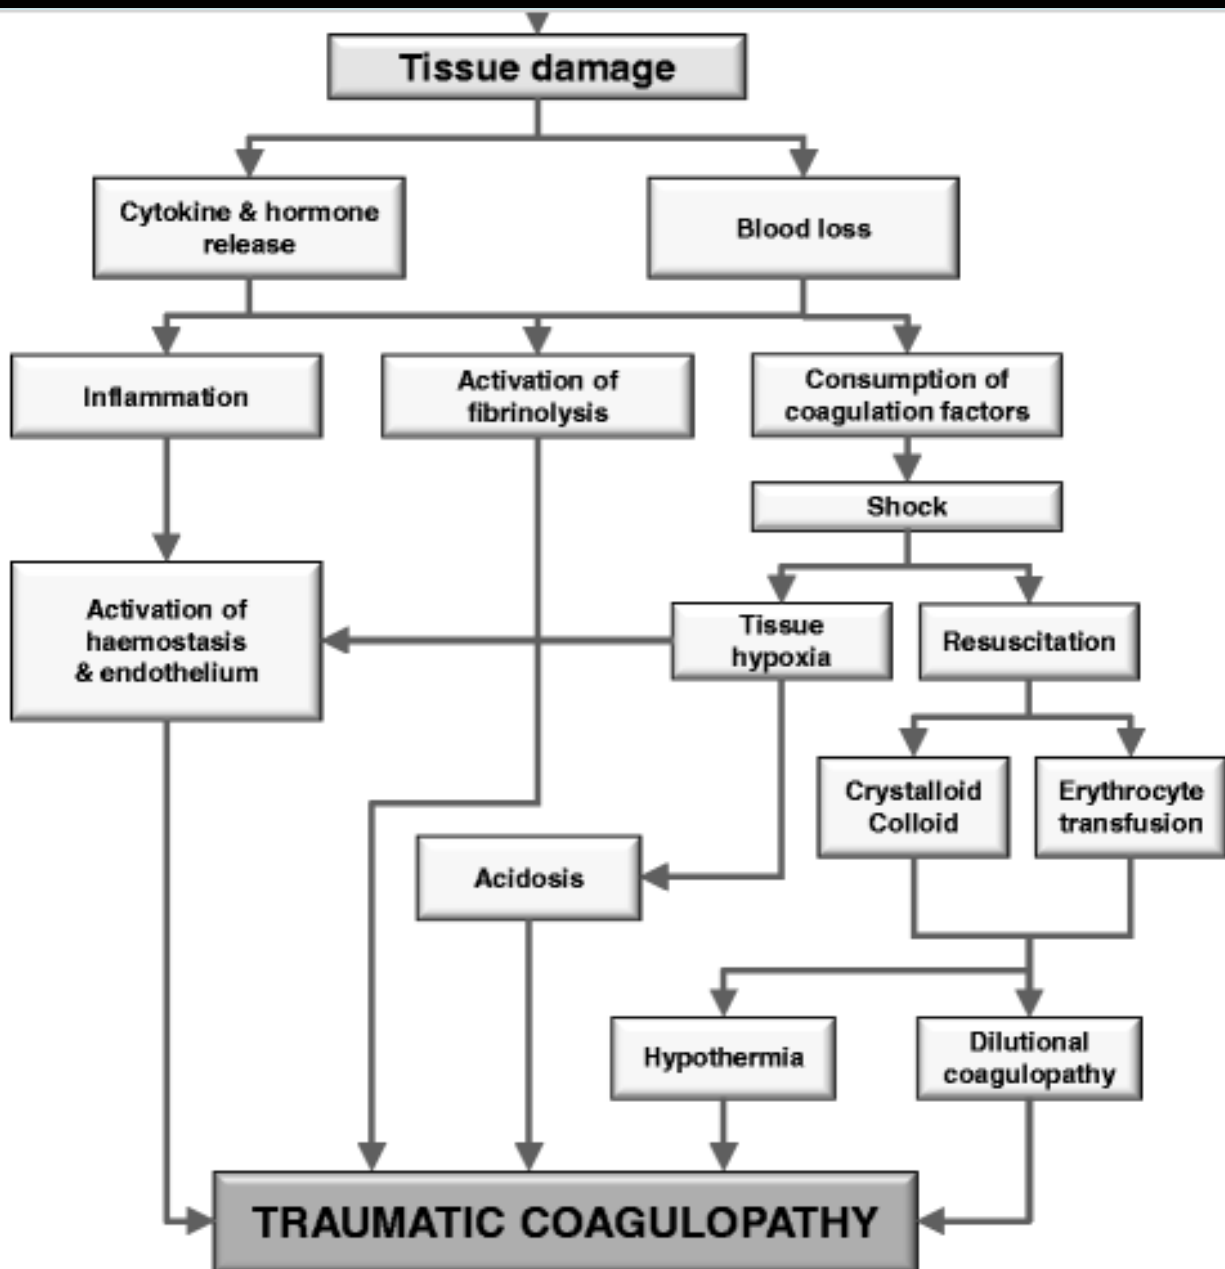 Tissue damage
Cytokine & hormone
release
Blood loss
Inflammation
Activation of
fibrinolysis
Consumption of
coagulation factors
Shock
Activation of
haemostasis
& endothelium
Tissue
hypoxia
Resuscitation
Crystalloid
Colloid
Erythrocyte
transfusion
Acidosis
Hypothermia
Dilutional
coagulopathy
TRAUMATIC COAGULOPATHY